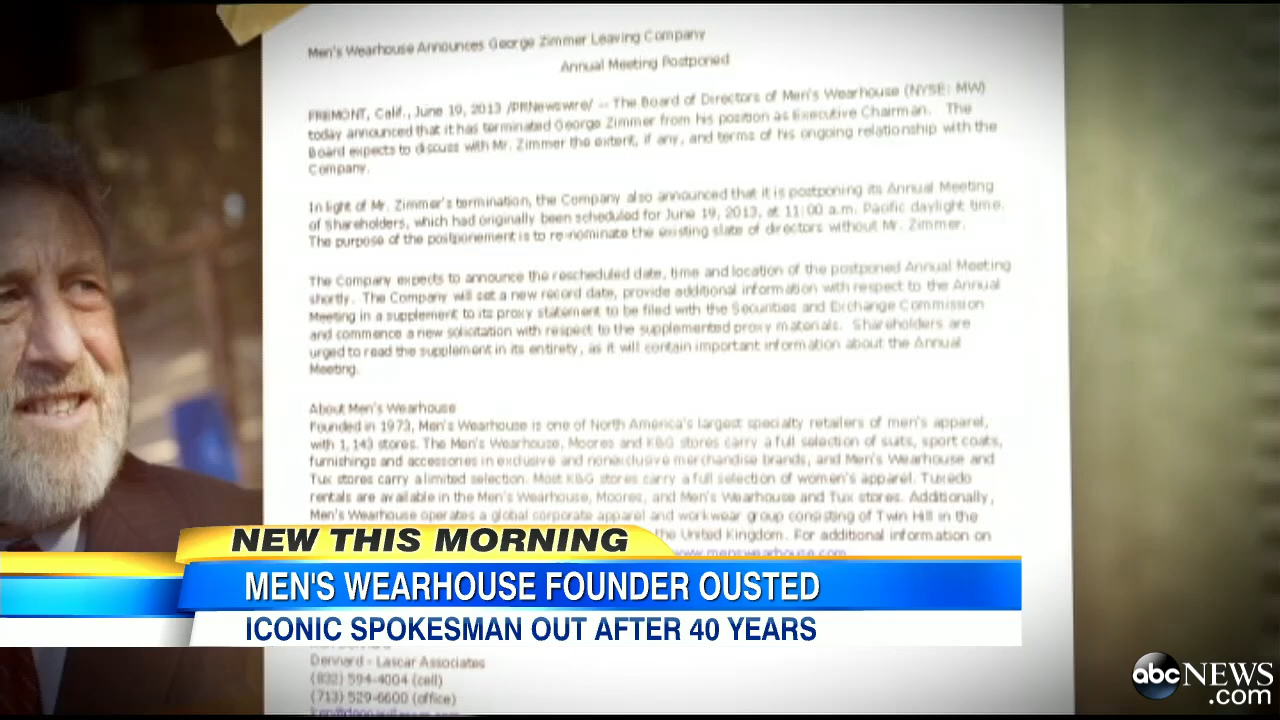 Men's Wearhouse Announces George Zimmer Leaving Company
Annual Meeting Postponed
FREMONT, Calif., June 19, 2013 /PRNewswire/ -- The Board of Directors of Men's Wearhouse (NYSE: MW)
today announced that it has terminated George Zimmer from his position as Executive Chairman. The
Board expects to discuss with Mr. Zimmer the extent, if any, and terms of his ongoing relationship with the
Company.
In light of Mr. Zimmer's termination, the Company also announced that it is postponing its Annual Meeting
of Shareholders, which had originally been scheduled for June 19, 2013, at 11:00 a.m. Pacific daylight time.
The purpose of the postponement is to re-nominate the existing slate of directors without Mr. Zimmer.
The Company expects to announce the rescheduled date, time and location of the postponed Annual Meeting
shortly. The Company will set a new record date, provide additional information with respect to the Annual
Meeting in a supplement to its proxy statement to be filed with the Securities and Exchange Commission
and commence a new solicitation with respect to the supplemented proxy materials. Shareholders are
urged to read the supplement in its entirety, as it will contain important information about the Annual
Meeting.
About Men's Wearhouse
Founded in 1973, Men's Wearhouse is one of North America's largest specialty retailers of men's apparel,
with 1,143 stores. The Men's Wearhouse, Moores and K&G stores carry a full selection of suits, sport coats,
furnishings and accessories in exclusive and nonexclusive merchandise brands, and Men's Wearhouse and
Tux stores carry a limited selection. Most K&G stores carry a full selection of women's apparel. Tuxedo
rentals are available in the Men's Wearhouse, Moores, and Men's Wearhouse and Tux stores. Additionally,
Men's Wearhouse operates a global corporate apparel and workwear group consisting of Twin Hill in the
the United Kingdom. For additional information on
www.menswearhouse.com
NEW THIS MORNING
MEN'S WEARHOUSE FOUNDER OUSTED
ICONIC SPOKESMAN OUT AFTER 40 YEARS
Dennard - Lascar Associates
(832) 594-4004 (cell)
(713) 529-6600 (office)
abc NEWS
.com